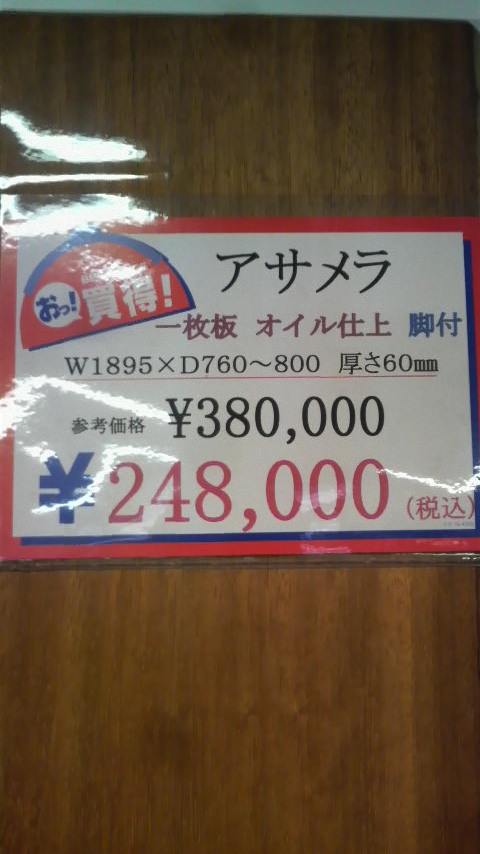 おっ!買得!
アサメラ
一枚板 オイル仕上 脚付
W1895×D760〜800 厚さ60㎜
参考価格 ¥380,000
¥248,000(税込)